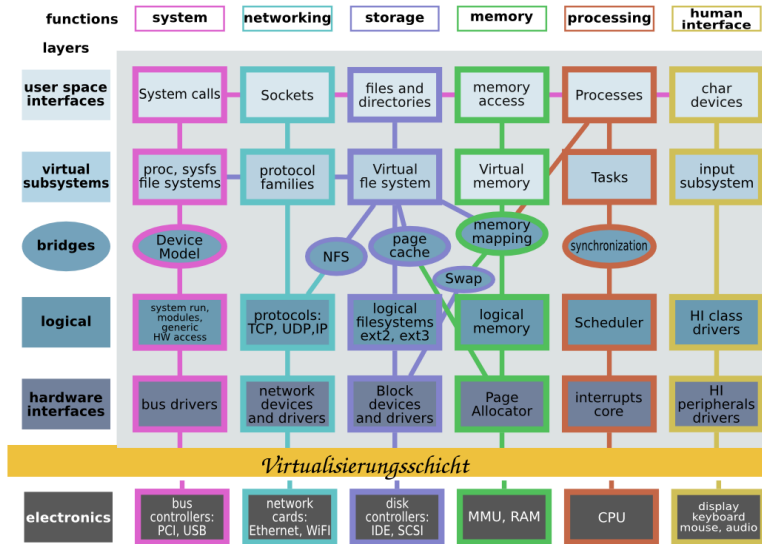 functions
system
networking
storage
memory
processing
human
interface
layers
user space
interfaces
System calls
Sockets
files and
directories
memory
access
Processes
char
devices
virtual
subsystems
proc, sysfs
file systems
protocol
families
Virtual
fle system
Virtual
memory
Tasks
input
subsystem
bridges
Device
Model
NFS
page
cache
memory
mapping
Swap
synchronization
logical
system run,
modules,
generic
HW access
protocols:
TCP, UDP,IP
logical
filesystems
ext2, ext3
logical
memory
Scheduler
HI class
drivers
hardware
interfaces
bus drivers
network
devices
and drivers
Block
devices
and drivers
Page
Allocator
interrupts
core
HI
peripherals
drivers
Virtualisierungsschicht
electronics
bus
controllers:
PCI, USB
network
cards:
Ethernet, WiFI
disk
controllers:
IDE, SCSI
MMU, RAM
CPU
display
keyboard
mouse, audio